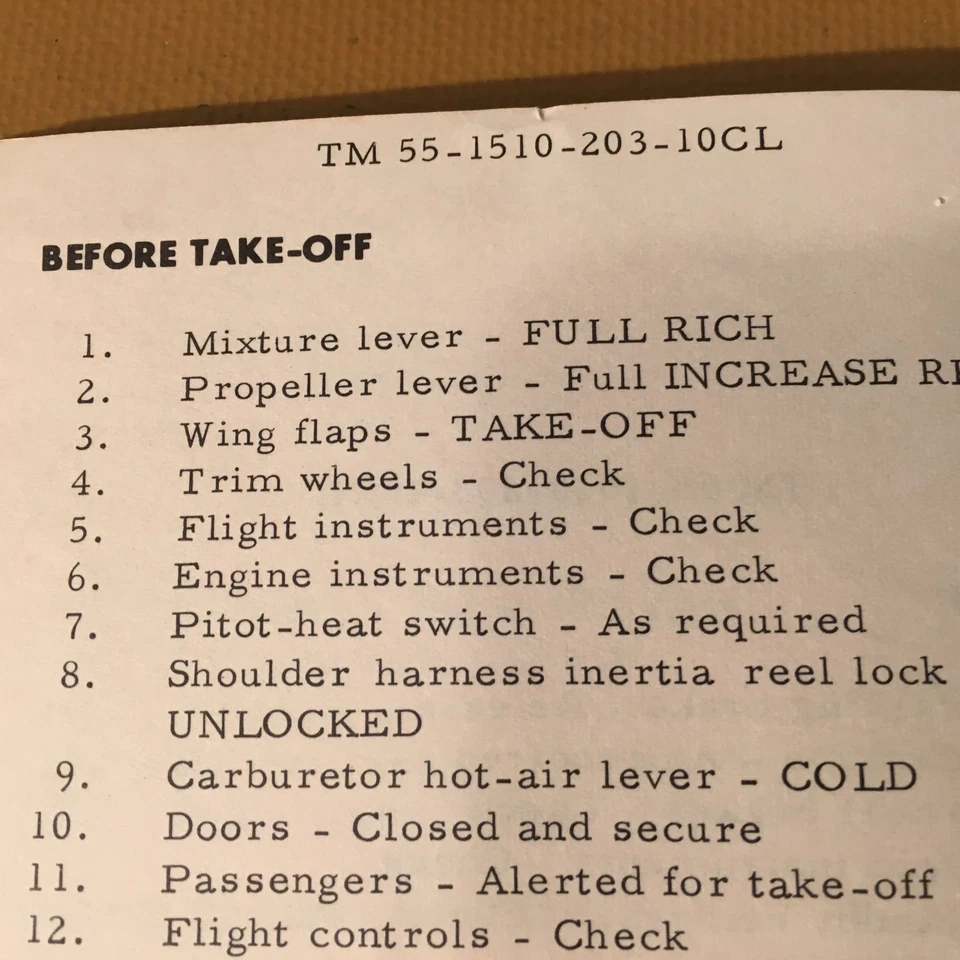 TM 55-1510-203-10CL
BEFORE TAKE-OFF
1. Mixture lever - FULL RICH
2. Propeller lever - Full INCREASE
3. Wing flaps - TAKE-OFF
4. Trim wheels - Check
5. Flight instruments - Check
6. Engine instruments - Check
7. Pitot-heat switch - As required
8. Shoulder harness inertia reel lock
UNLOCKED
9. Carburetor hot-air lever - COLD
10. Doors - Closed and secure
11. Passengers - Alerted for take-off
12. Flight controls - Check